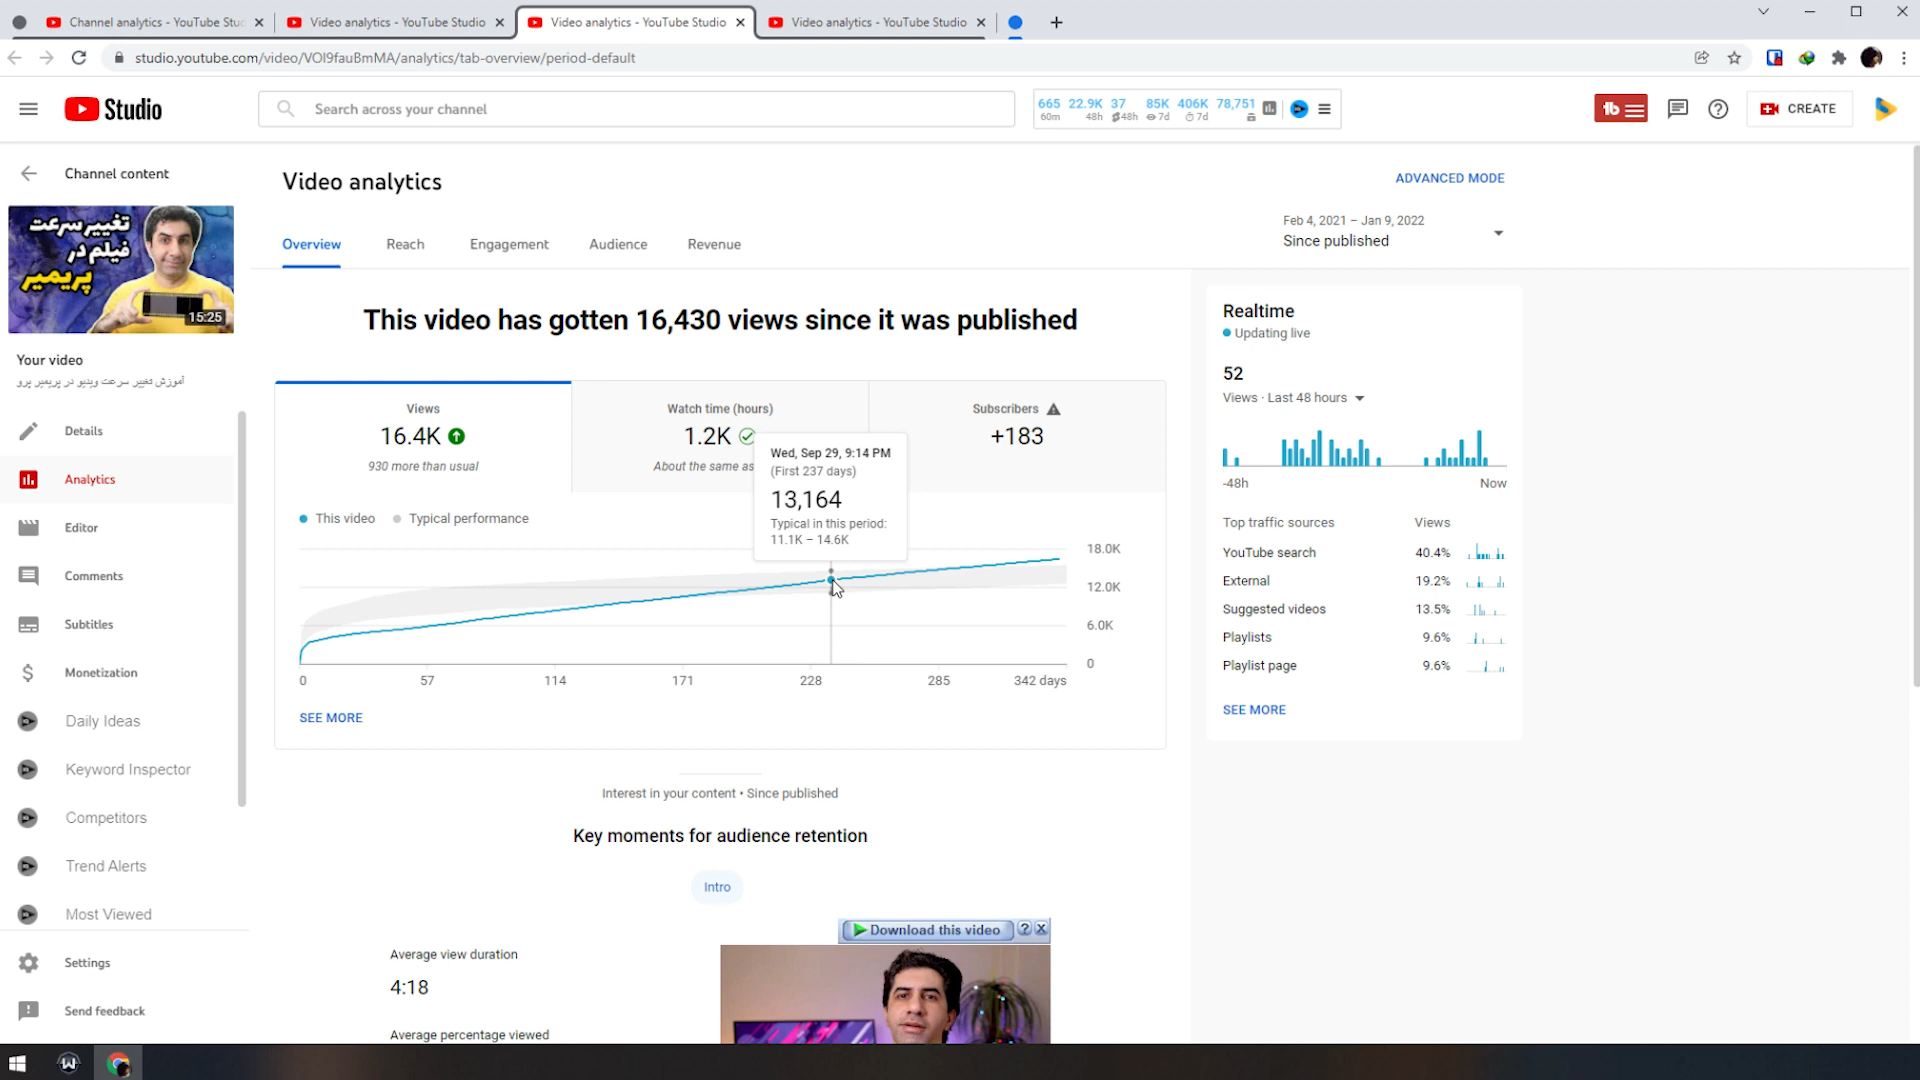 Channel analytics - YouTube Stu
Video analytics - YouTube Studio
Video analytics - YouTube Studio
Video analytics - YouTube Studio
studio.youtube.com/video/VOl9fauBmMA/analytics/tab-overview/period-default
Studio
Search across your channel
665 22.9K 37 85K 406K 78,751
60m 48h 48h 7d 7d
CREATE
Channel content
تغییر سرعت
فیلم در
پریمیر
15:25
Your video
آموزش تغییر سرعت ویدیو در پریمیر پرو
Details
Analytics
Editor
Comments
Subtitles
Monetization
Daily Ideas
Keyword Inspector
Competitors
Trend Alerts
Most Viewed
Settings
Send feedback
Video analytics
ADVANCED MODE
Overview
Reach
Engagement
Audience
Revenue
Feb 4, 2021 – Jan 9, 2022
Since published
This video has gotten 16,430 views since it was published
Views
16.4K
930 more than usual
Watch time (hours)
1.2K
About the same as
Subscribers
+183
Wed, Sep 29, 9:14 PM
(First 237 days)
13,164
Typical in this period:
11.1K – 14.6K
This video
Typical performance
18.0K
12.0K
6.0K
0
0 57 114 171 228 285 342 days
SEE MORE
Interest in your content • Since published
Key moments for audience retention
Intro
Download this video
Average view duration
4:18
Average percentage viewed
Realtime
Updating live
52
Views · Last 48 hours
-48h Now
Top traffic sources Views
YouTube search 40.4%
External 19.2%
Suggested videos 13.5%
Playlists 9.6%
Playlist page 9.6%
SEE MORE